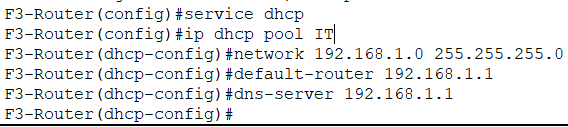 F3-Router(config)#service dhcp
F3-Router(config)#ip dhcp pool IT
F3-Router(dhcp-config)#network 192.168.1.0 255.255.255.0
F3-Router(dhcp-config)#default-router 192.168.1.1
F3-Router(dhcp-config)#dns-server 192.168.1.1
F3-Router(dhcp-config)#